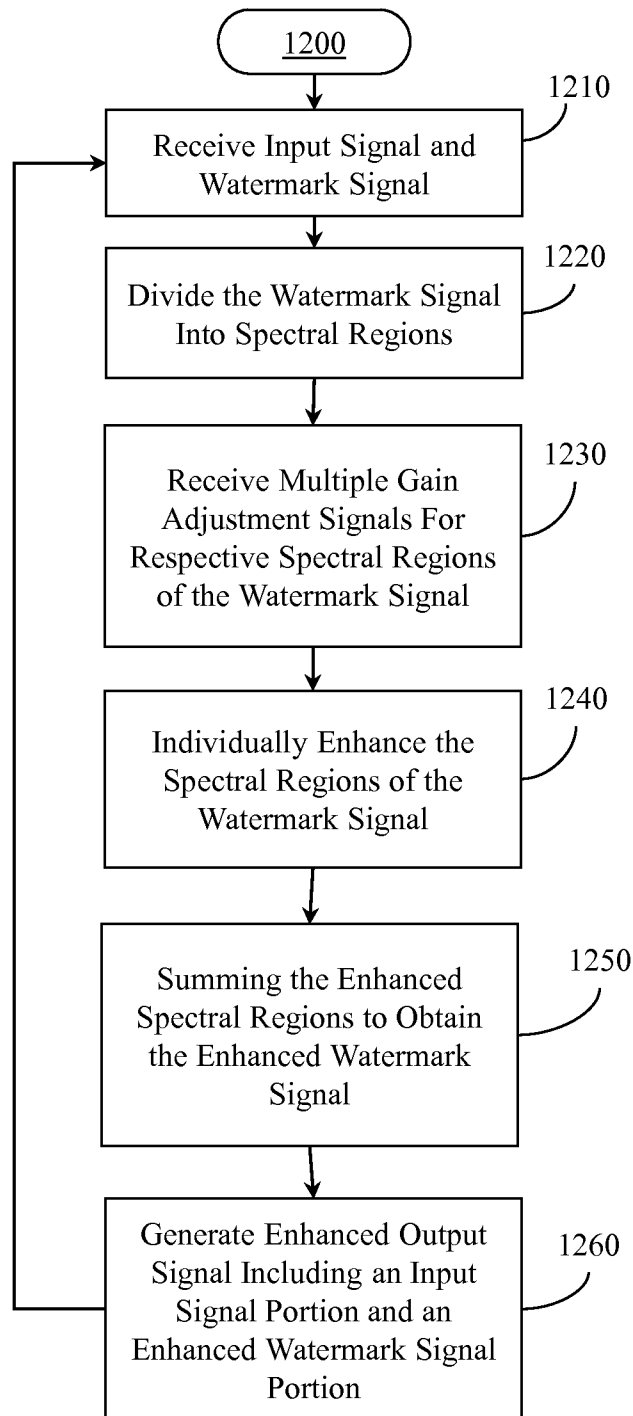 1200
1210
Receive Input Signal and
Watermark Signal
1220
Divide the Watermark Signal
Into Spectral Regions
1230
Receive Multiple Gain
Adjustment Signals For
Respective Spectral Regions
of the Watermark Signal
1240
Individually Enhance the
Spectral Regions of the
Watermark Signal
1250
Summing the Enhanced
Spectral Regions to Obtain
the Enhanced Watermark
Signal
1260
Generate Enhanced Output
Signal Including an Input
Signal Portion and an
Enhanced Watermark Signal
Portion